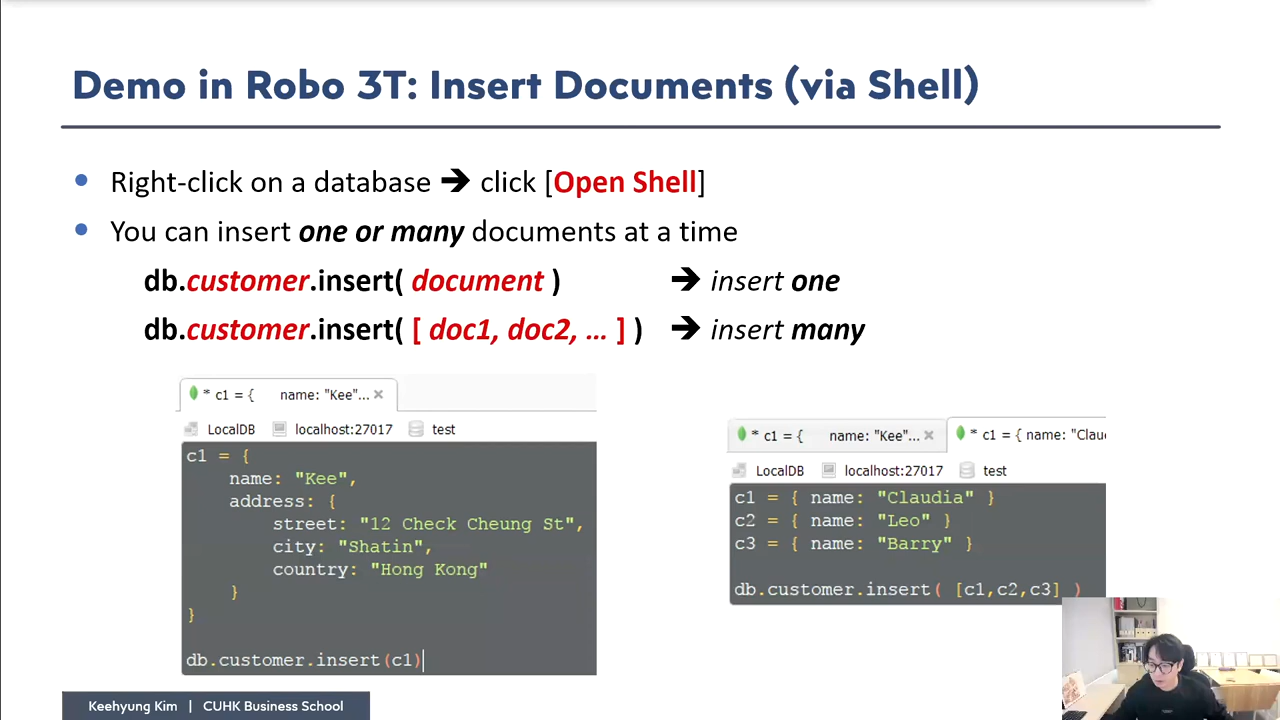 Demo in Robo 3T: Insert Documents (via Shell)
• Right-click on a database ➔ click [Open Shell]
• You can insert one or many documents at a time
db.customer.insert( document ) ➔ insert one
db.customer.insert( [ doc1, doc2, … ] ) ➔ insert many
* c1 = { name: "Kee"... ×
LocalDB localhost:27017 test
c1 = {
name: "Kee",
address: {
street: "12 Check Cheung St",
city: "Shatin",
country: "Hong Kong"
}
}
db.customer.insert(c1)
* c1 = { name: "Kee"... × * c1 = { name: "Clau
LocalDB localhost:27017 test
c1 = { name: "Claudia" }
c2 = { name: "Leo" }
c3 = { name: "Barry" }
db.customer.insert( [c1,c2,c3] )
Keehyung Kim | CUHK Business School